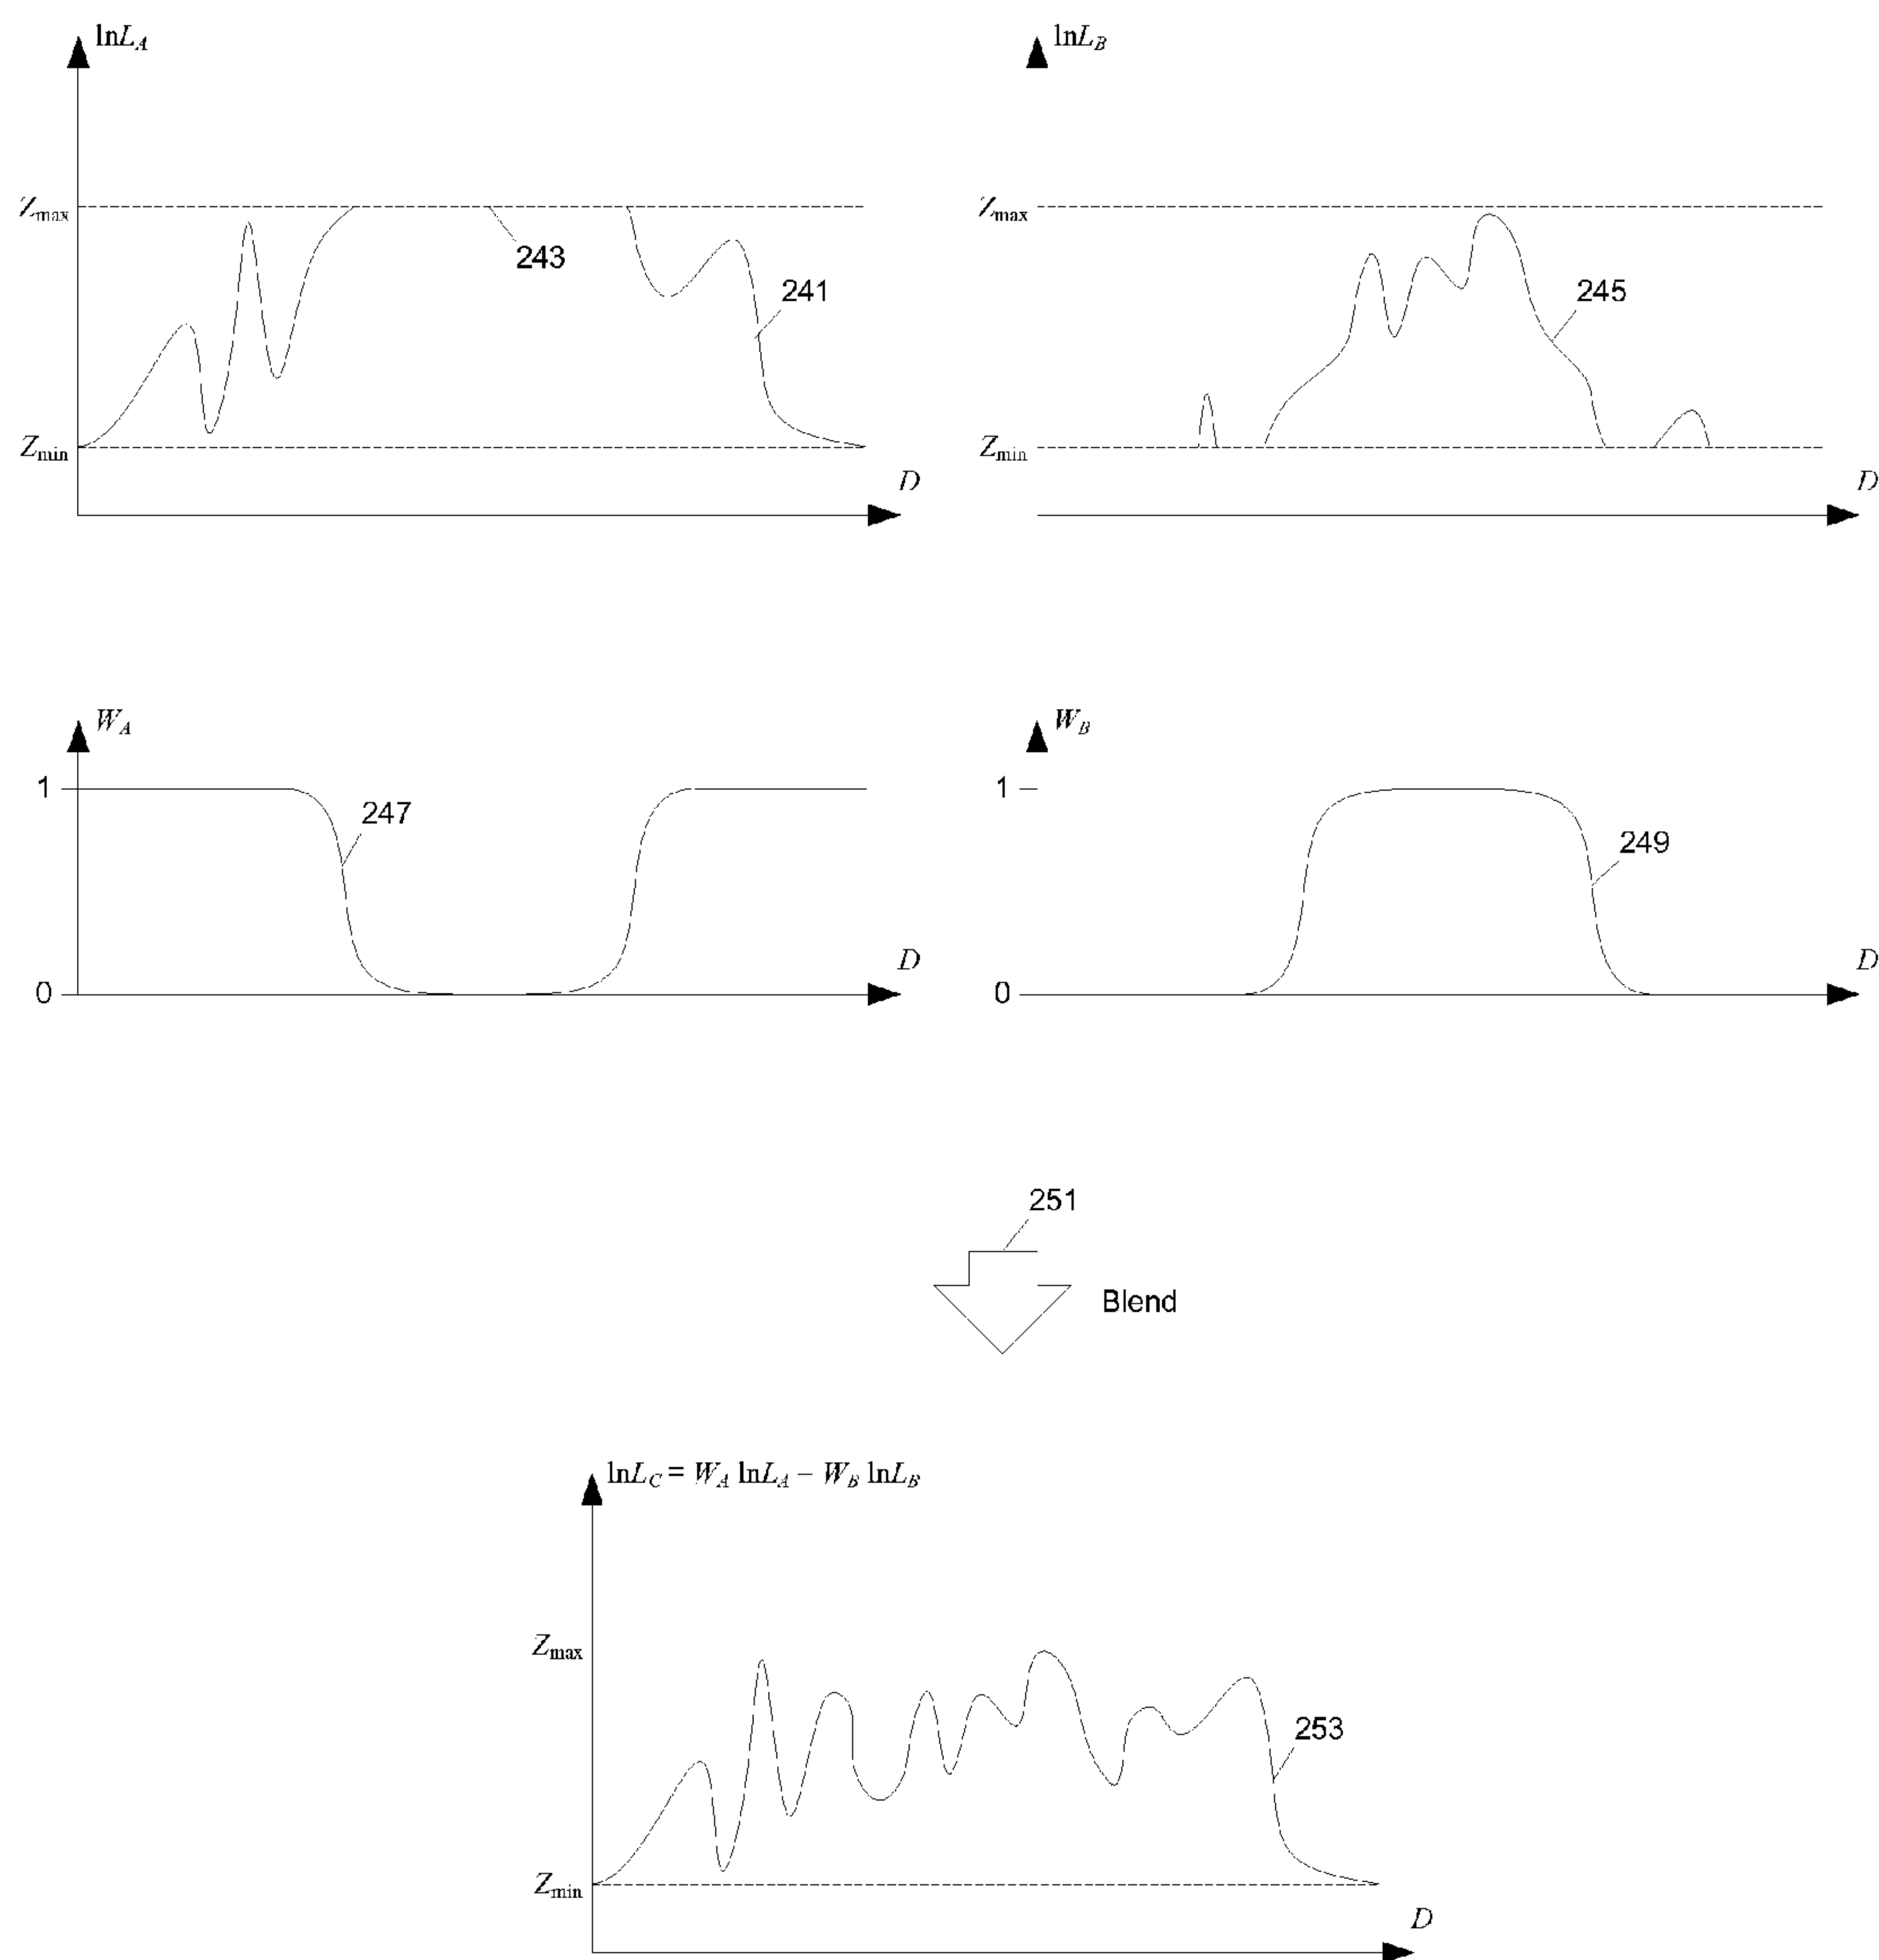 lnL_A
Z_max
243
241
Z_min
D
lnL_B
Z_max
245
Z_min
D
W_A
1
247
D
0
W_B
1
249
D
0
251
Blend
lnL_C = W_A lnL_A – W_B lnL_B
Z_max
253
Z_min
D